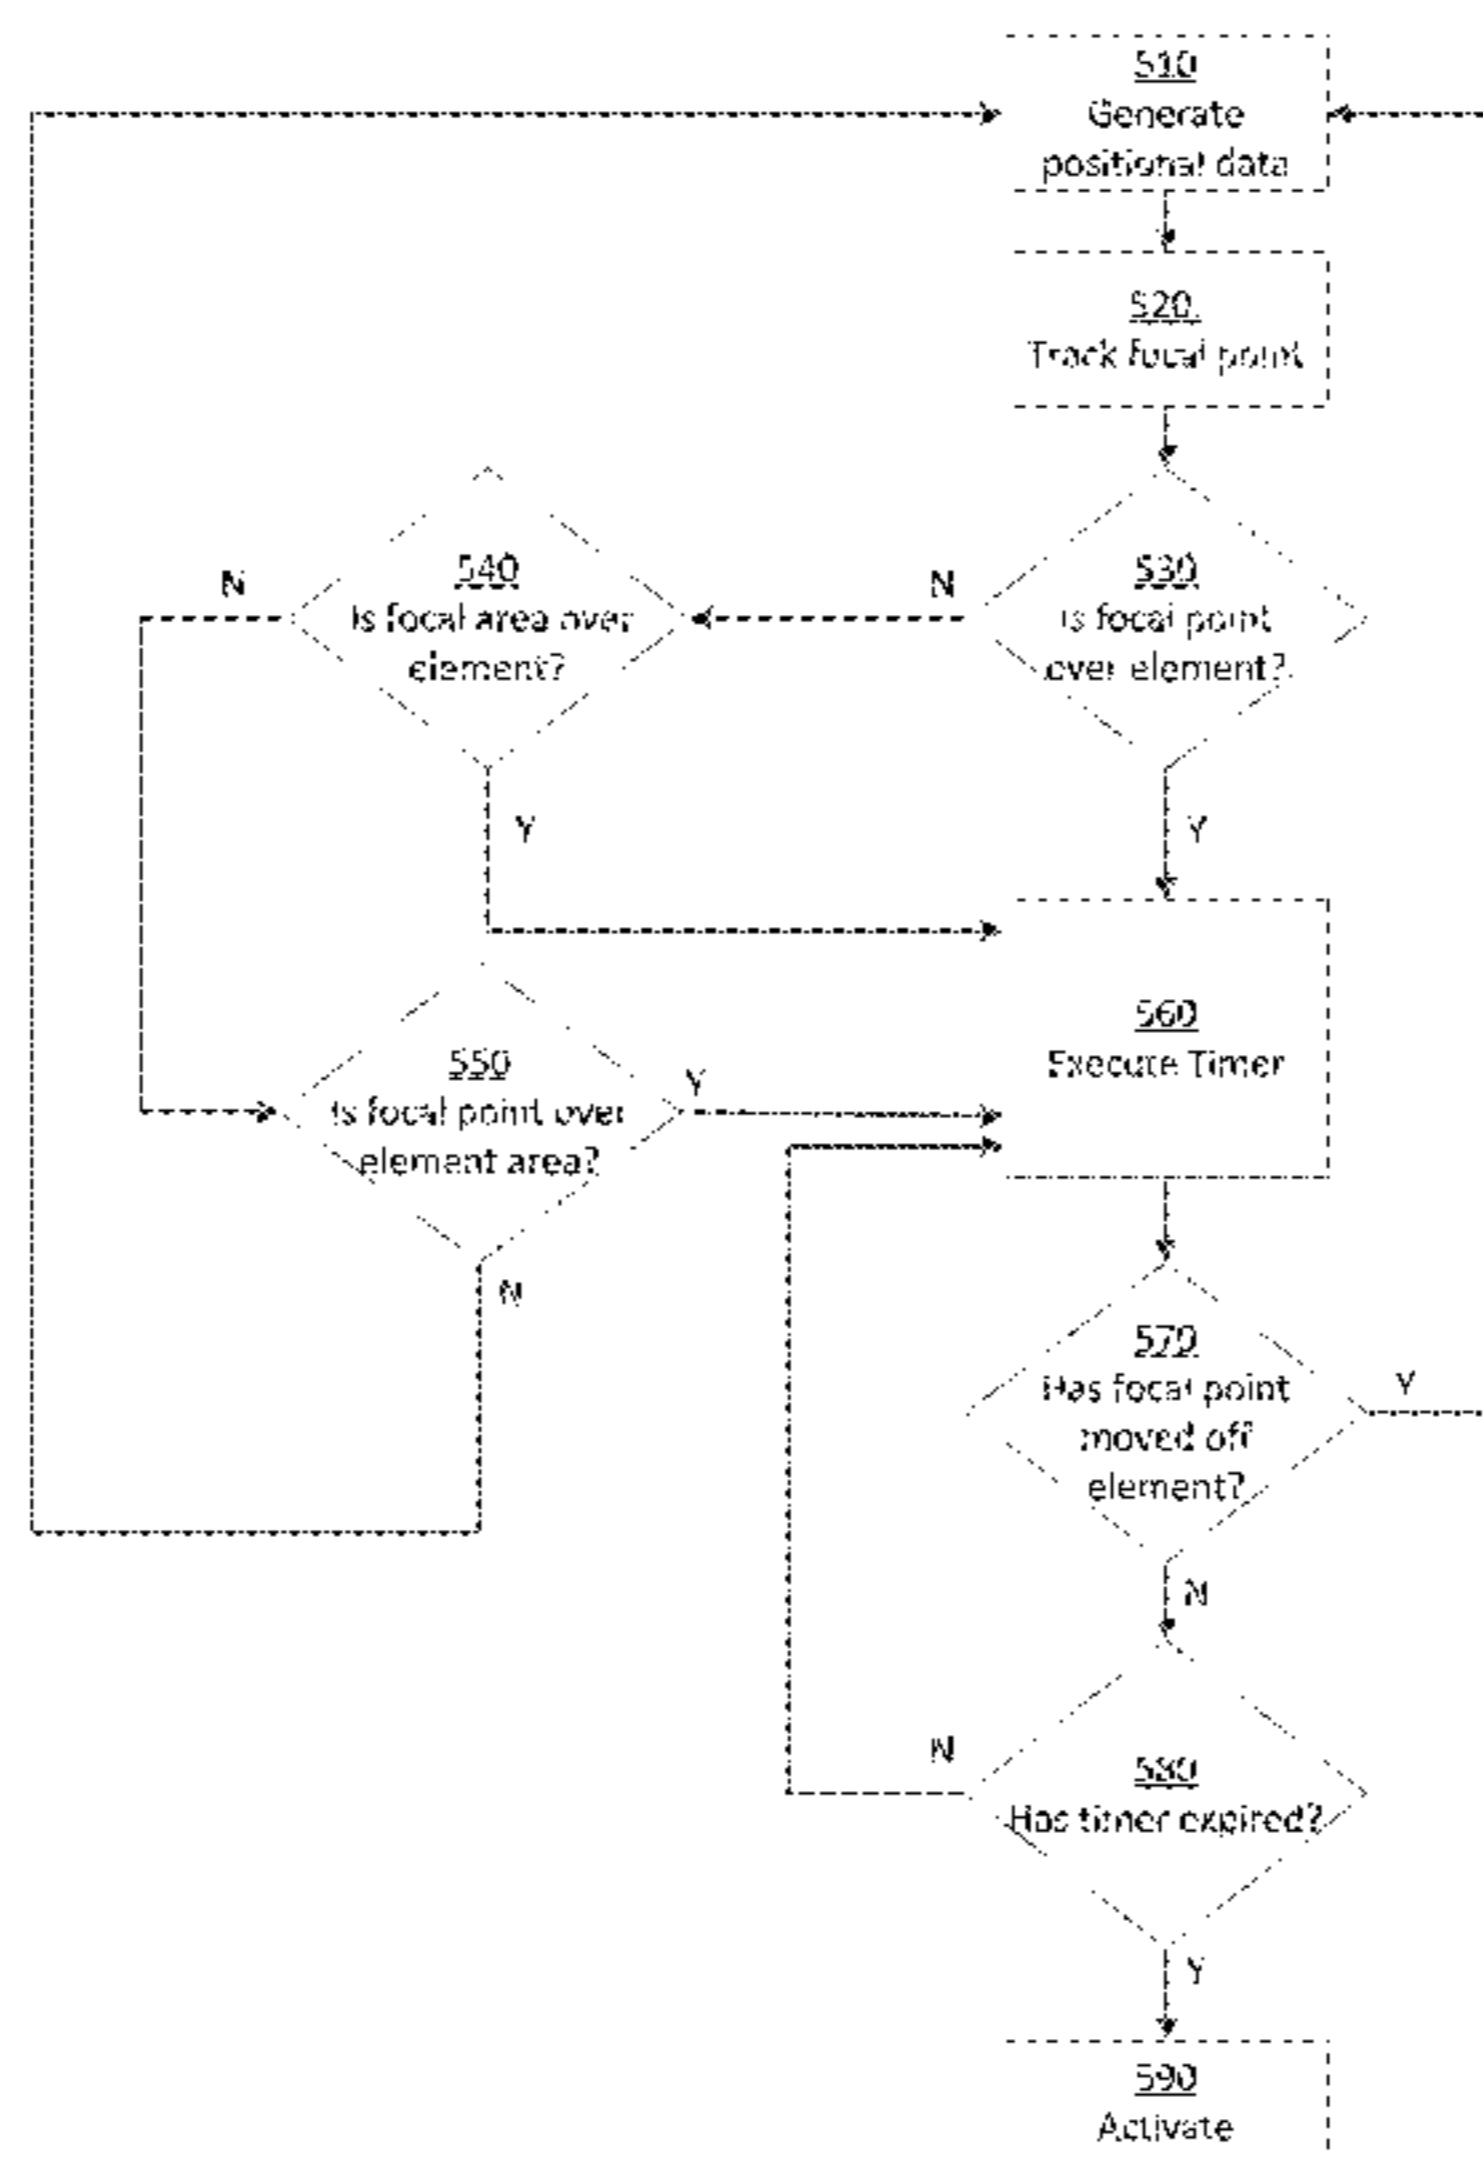 510
Generate
positional data
520
Track focal point
530
Is focal point
over element?
N
540
Is focal area over
element?
N
Y
Y
550
Is focal point over
element area?
Y
N
560
Execute Timer
570
Has focal point
moved off
element?
Y
N
580
Has timer expired?
N
Y
590
Activate